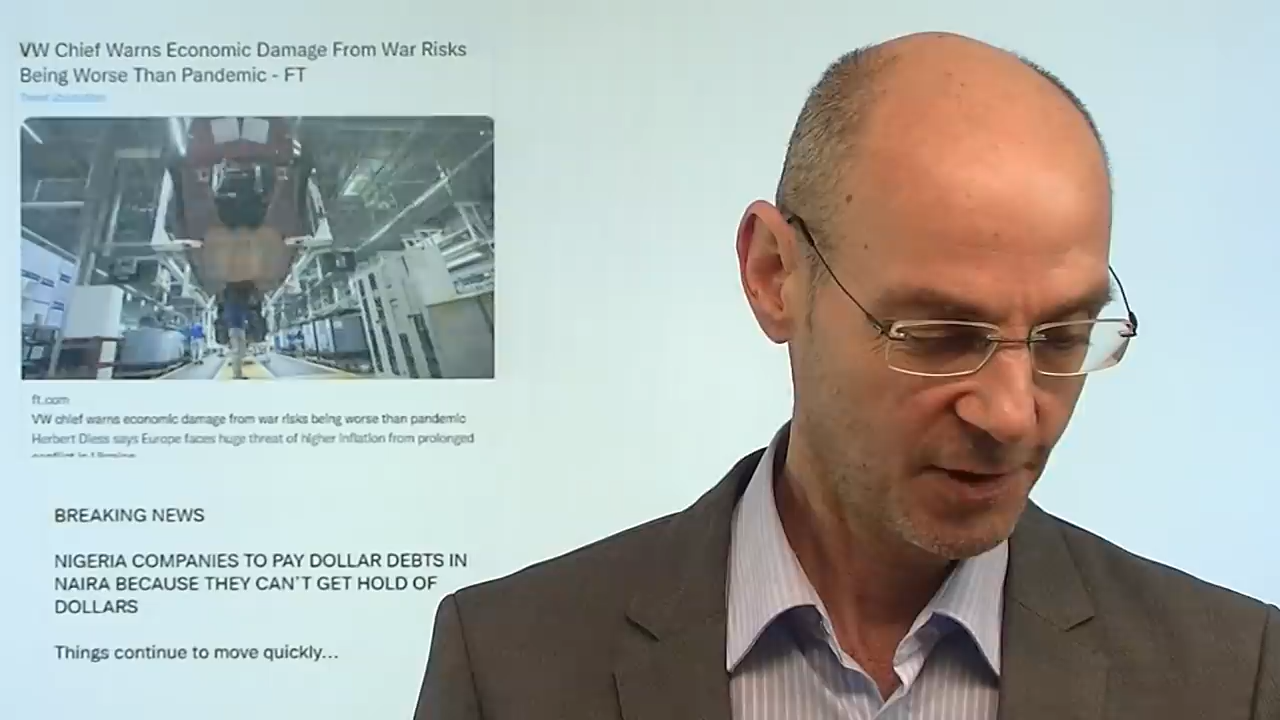 VW Chief Warns Economic Damage From War Risks
Being Worse Than Pandemic - FT
ft.com
VW chief warns economic damage from war risks being worse than pandemic
Herbert Diess says Europe faces huge threat of higher inflation from prolonged
conflict in Ukraine
BREAKING NEWS
NIGERIA COMPANIES TO PAY DOLLAR DEBTS IN
NAIRA BECAUSE THEY CAN'T GET HOLD OF
DOLLARS
Things continue to move quickly...